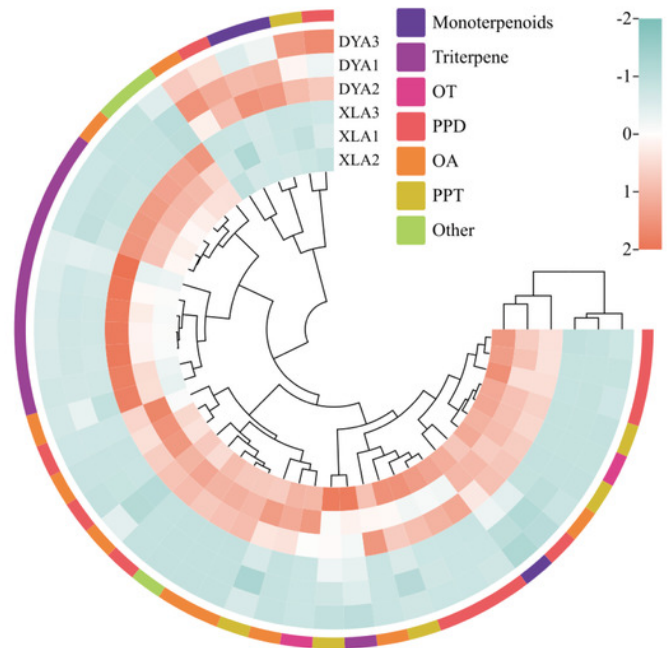 DYA3
DYA1
DYA2
XLA3
XLA1
XLA2
Monoterpenoids
Triterpene
OT
PPD
OA
PPT
Other
-2
-1
0
1
2